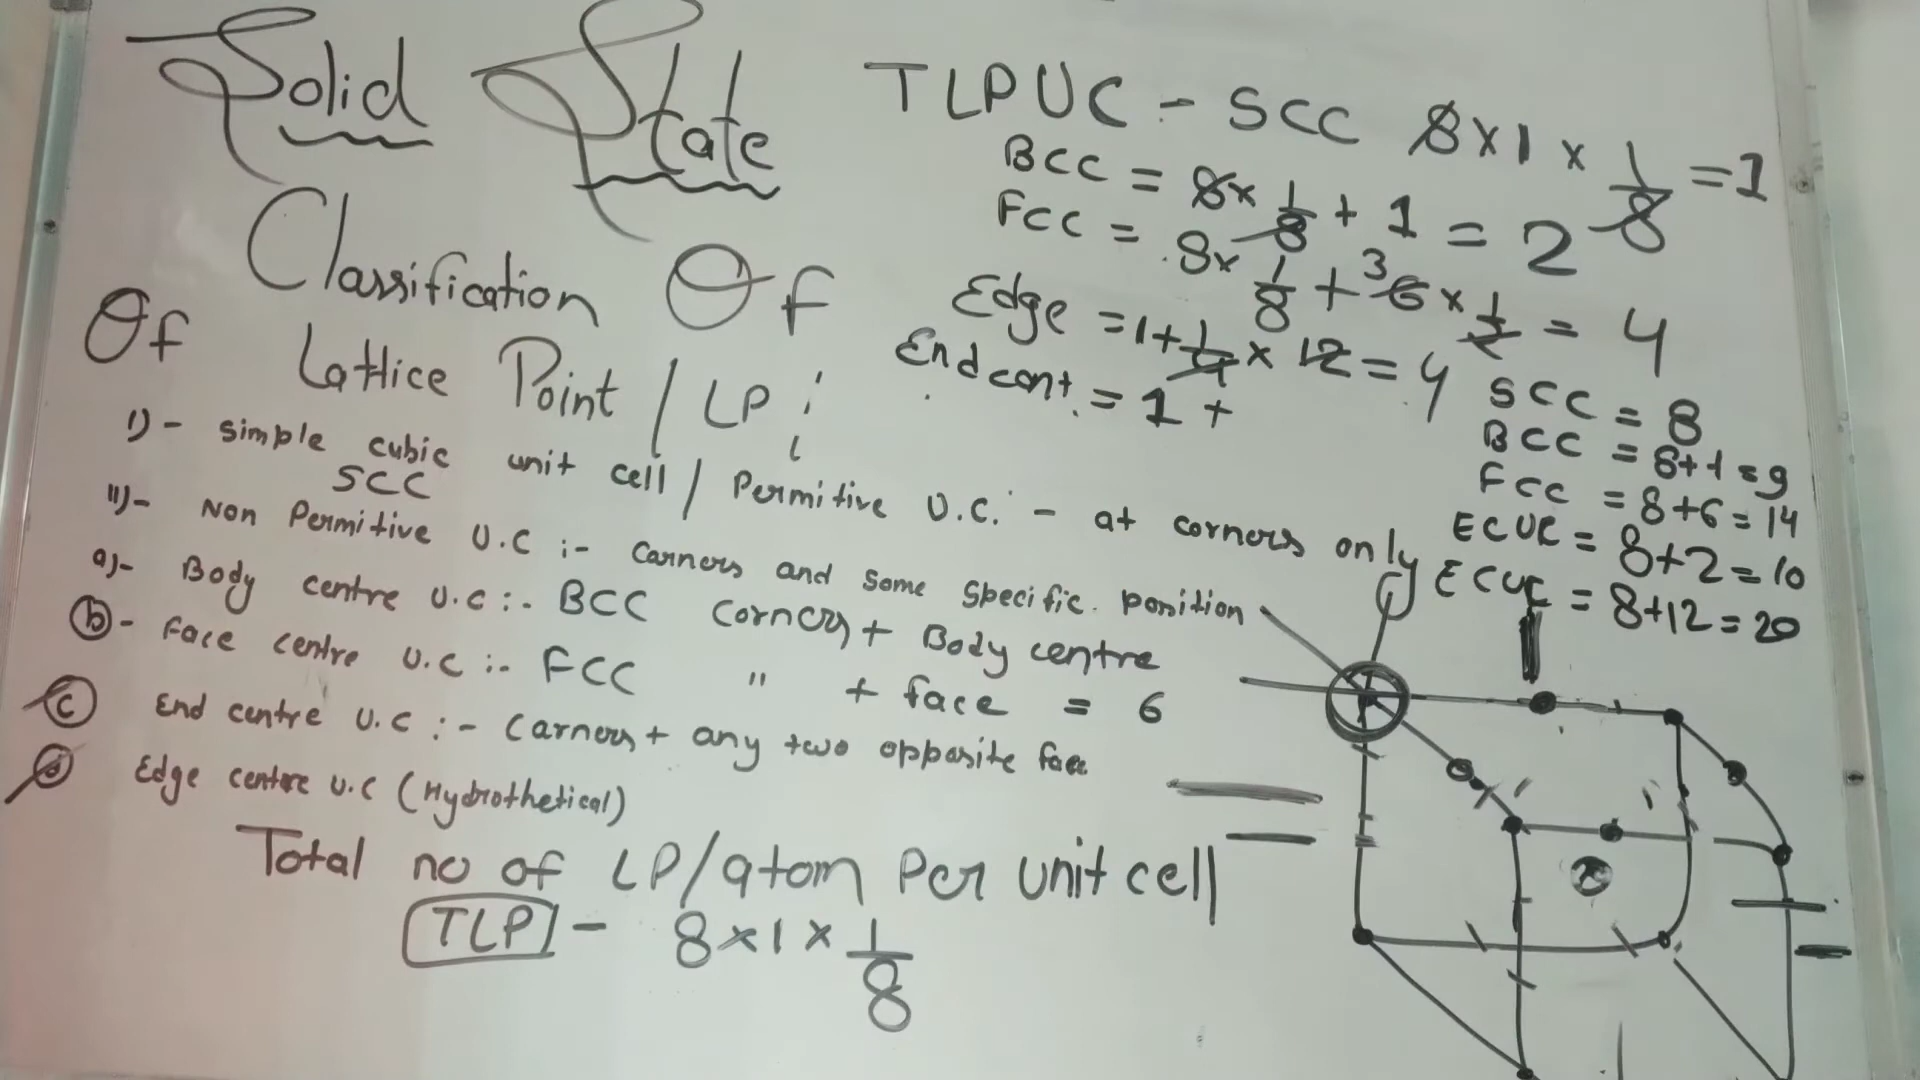 Solid State
Classification Of
Of Lattice Point / LP :
i)- simple cubic unit cell / Permitive U.C. - at corners only
SCC
ii)- Non Permitive U.C :- Carners and some specific. position
a)- Body centre U.C :- BCC Corners + Body centre
(b)- Face centre U.C :- FCC " + face = 6
(c) End centre U.C :- Carners + any two opposite face
(d) Edge centre U.C (Hydrothetical)
Total no of LP/atom Per unit cell
TLP - 8 x 1 x 1/8
TLPUC - SCC 8 x 1 x 1/8 = 1
BCC = 8 x 1/8 + 1 = 2
FCC = 8 x 1/8 + 3 6 x 1/2 = 4
Edge = 1 + 1/4 x 12 = 4
End cent. = 1 +
SCC = 8
BCC = 8+1 = 9
FCC = 8+6 = 14
ECUC = 8+2 = 10
ECUC = 8+12 = 20